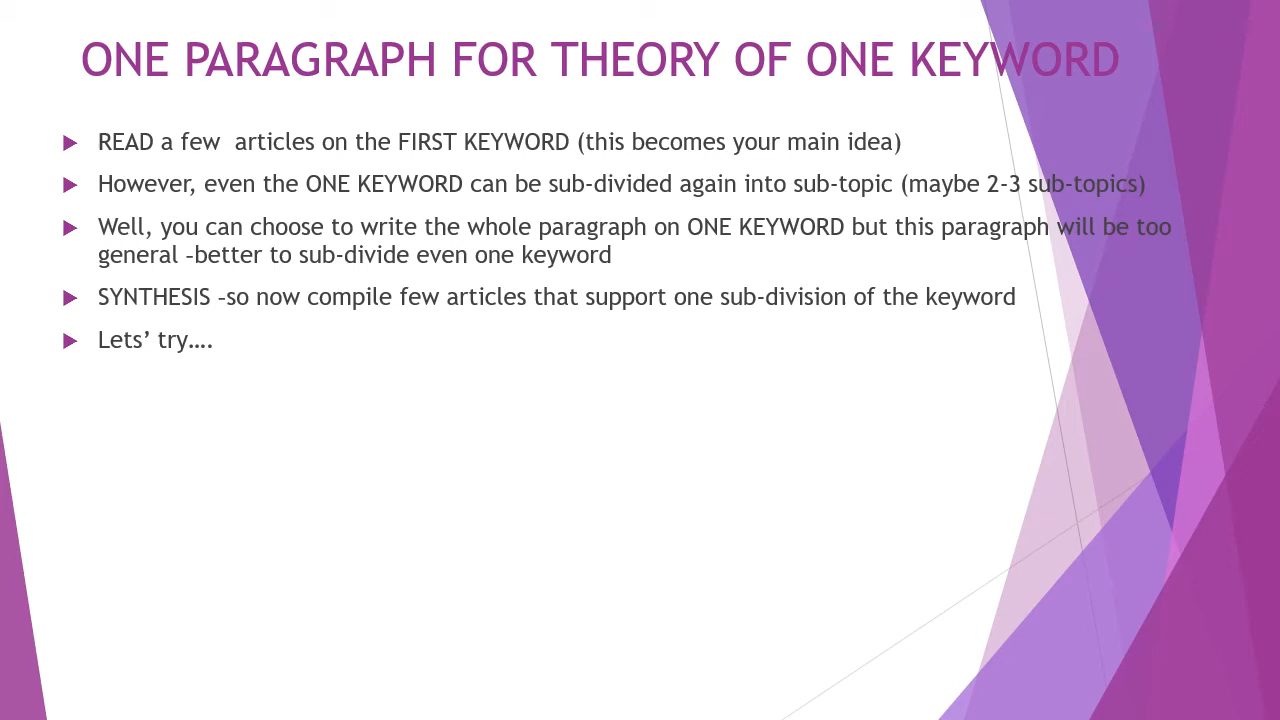 ONE PARAGRAPH FOR THEORY OF ONE KEYWORD
READ a few  articles on the FIRST KEYWORD (this becomes your main idea)
However, even the ONE KEYWORD can be sub-divided again into sub-topic (maybe 2-3 sub-topics)
Well, you can choose to write the whole paragraph on ONE KEYWORD but this paragraph will be too
general –better to sub-divide even one keyword
SYNTHESIS –so now compile few articles that support one sub-division of the keyword
Lets’ try….